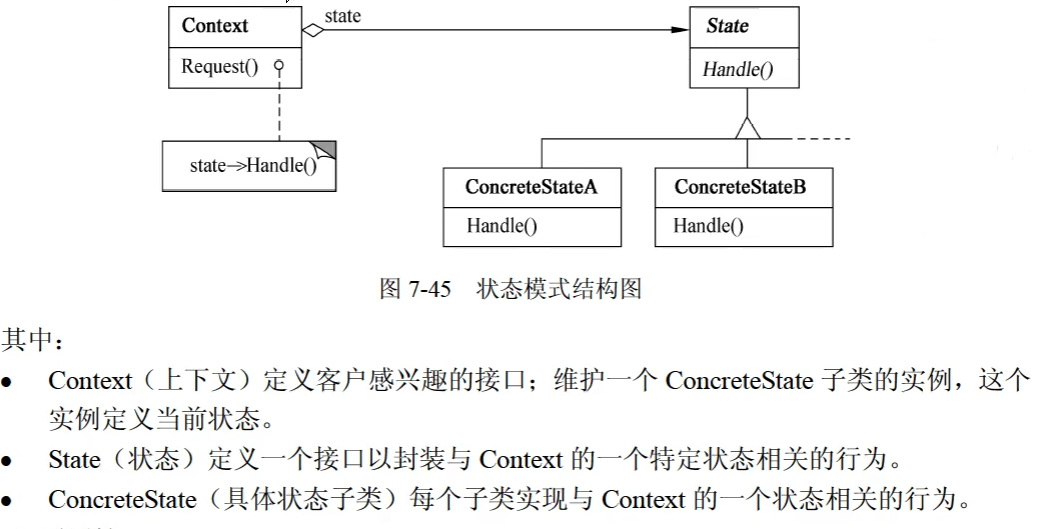 state
Context
State
Request()
Handle()
state->Handle()
ConcreteStateA
ConcreteStateB
Handle()
Handle()
图 7-45 状态模式结构图
其中：
● Context（上下文）定义客户感兴趣的接口；维护一个 ConcreteState 子类的实例，这个
实例定义当前状态。
● State（状态）定义一个接口以封装与 Context 的一个特定状态相关的行为。
● ConcreteState（具体状态子类）每个子类实现与 Context 的一个状态相关的行为。